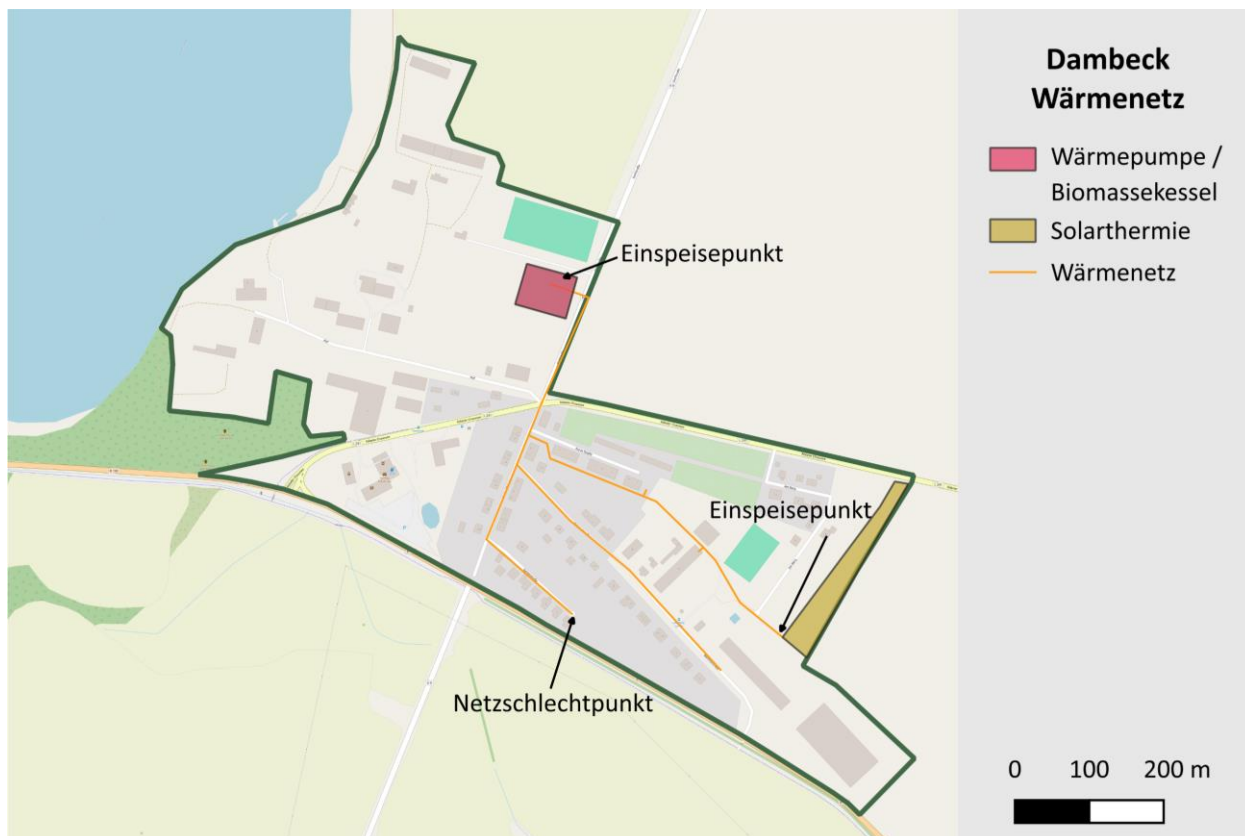 Dambeck
Wärmenetz
Wärmepumpe /
Biomassekessel
Solarthermie
Wärmenetz
Einspeisepunkt
Einspeisepunkt
Netzschlechtpunkt
0 100 200 m